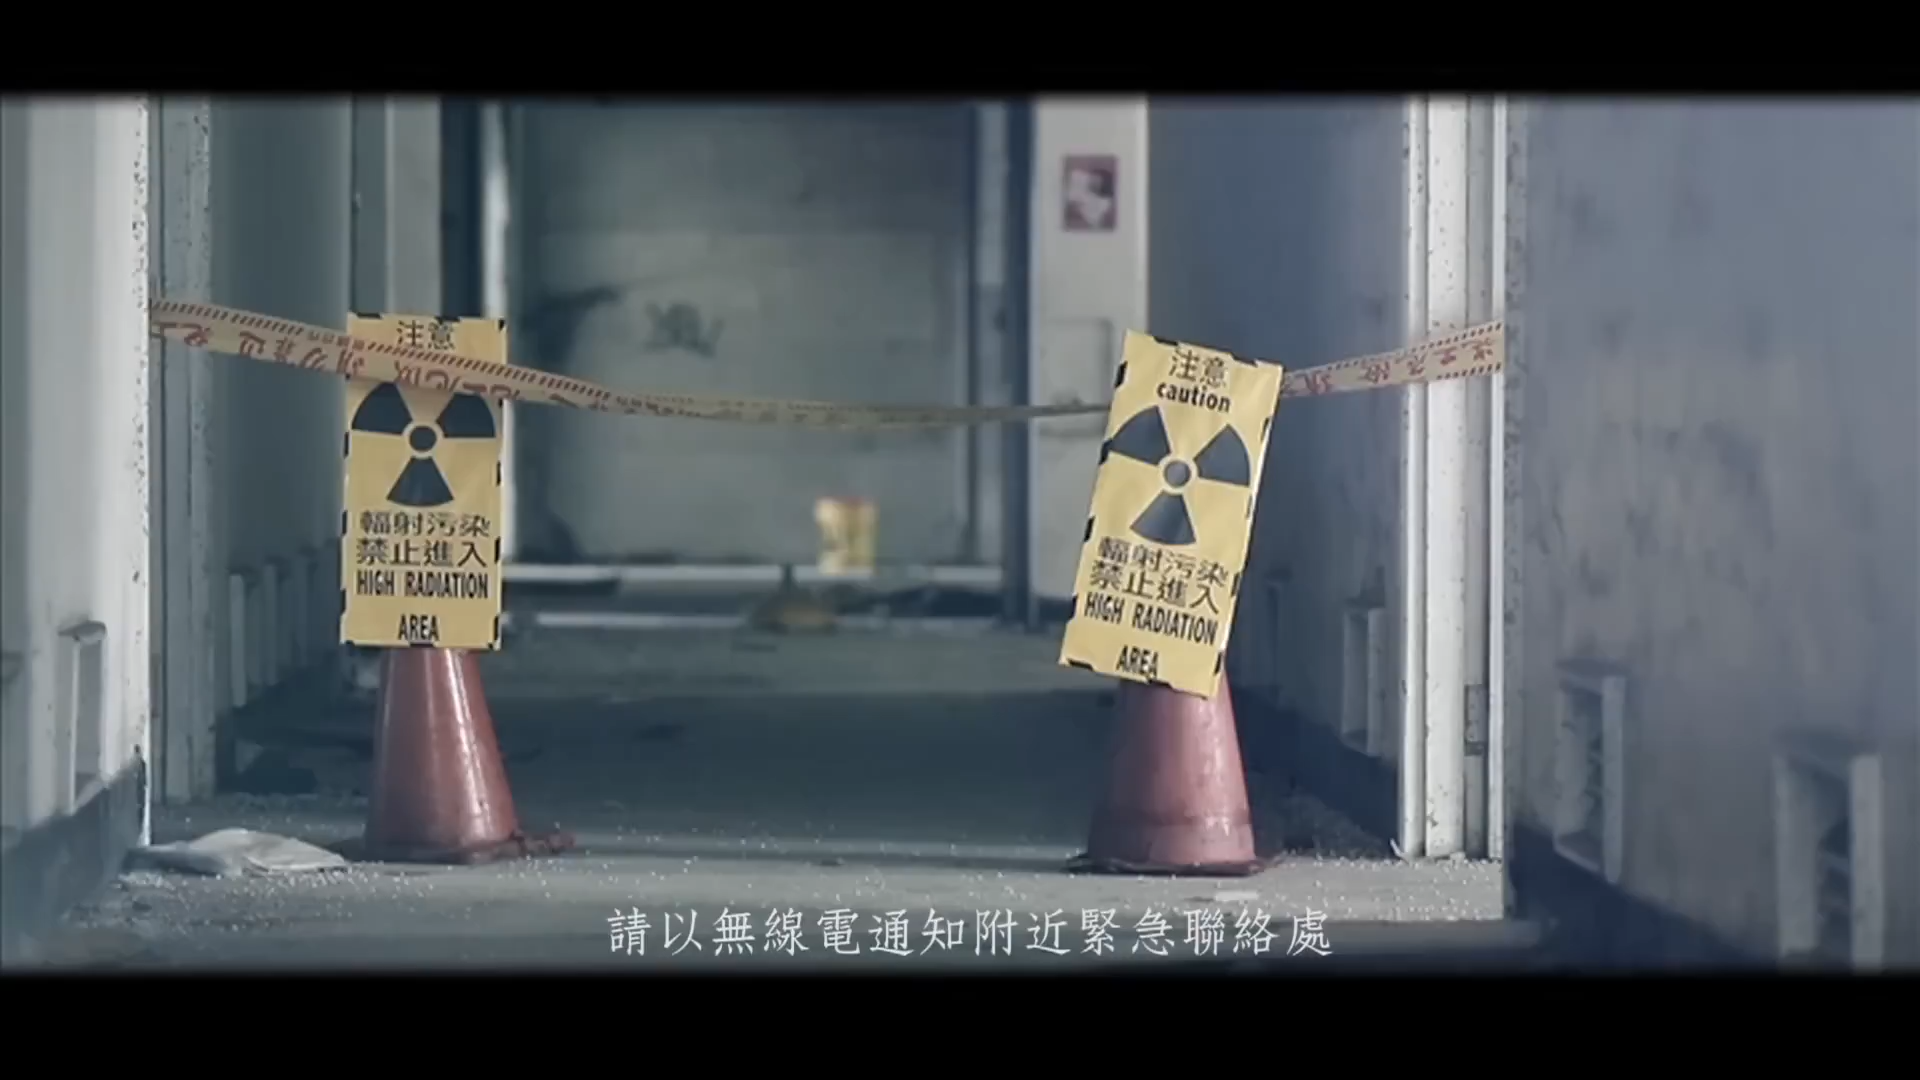 注意
輻射污染
禁止進入
HIGH RADIATION
AREA
注意
caution
輻射污染
禁止進入
HIGH RADIATION
AREA
請以無線電通知附近緊急聯絡處